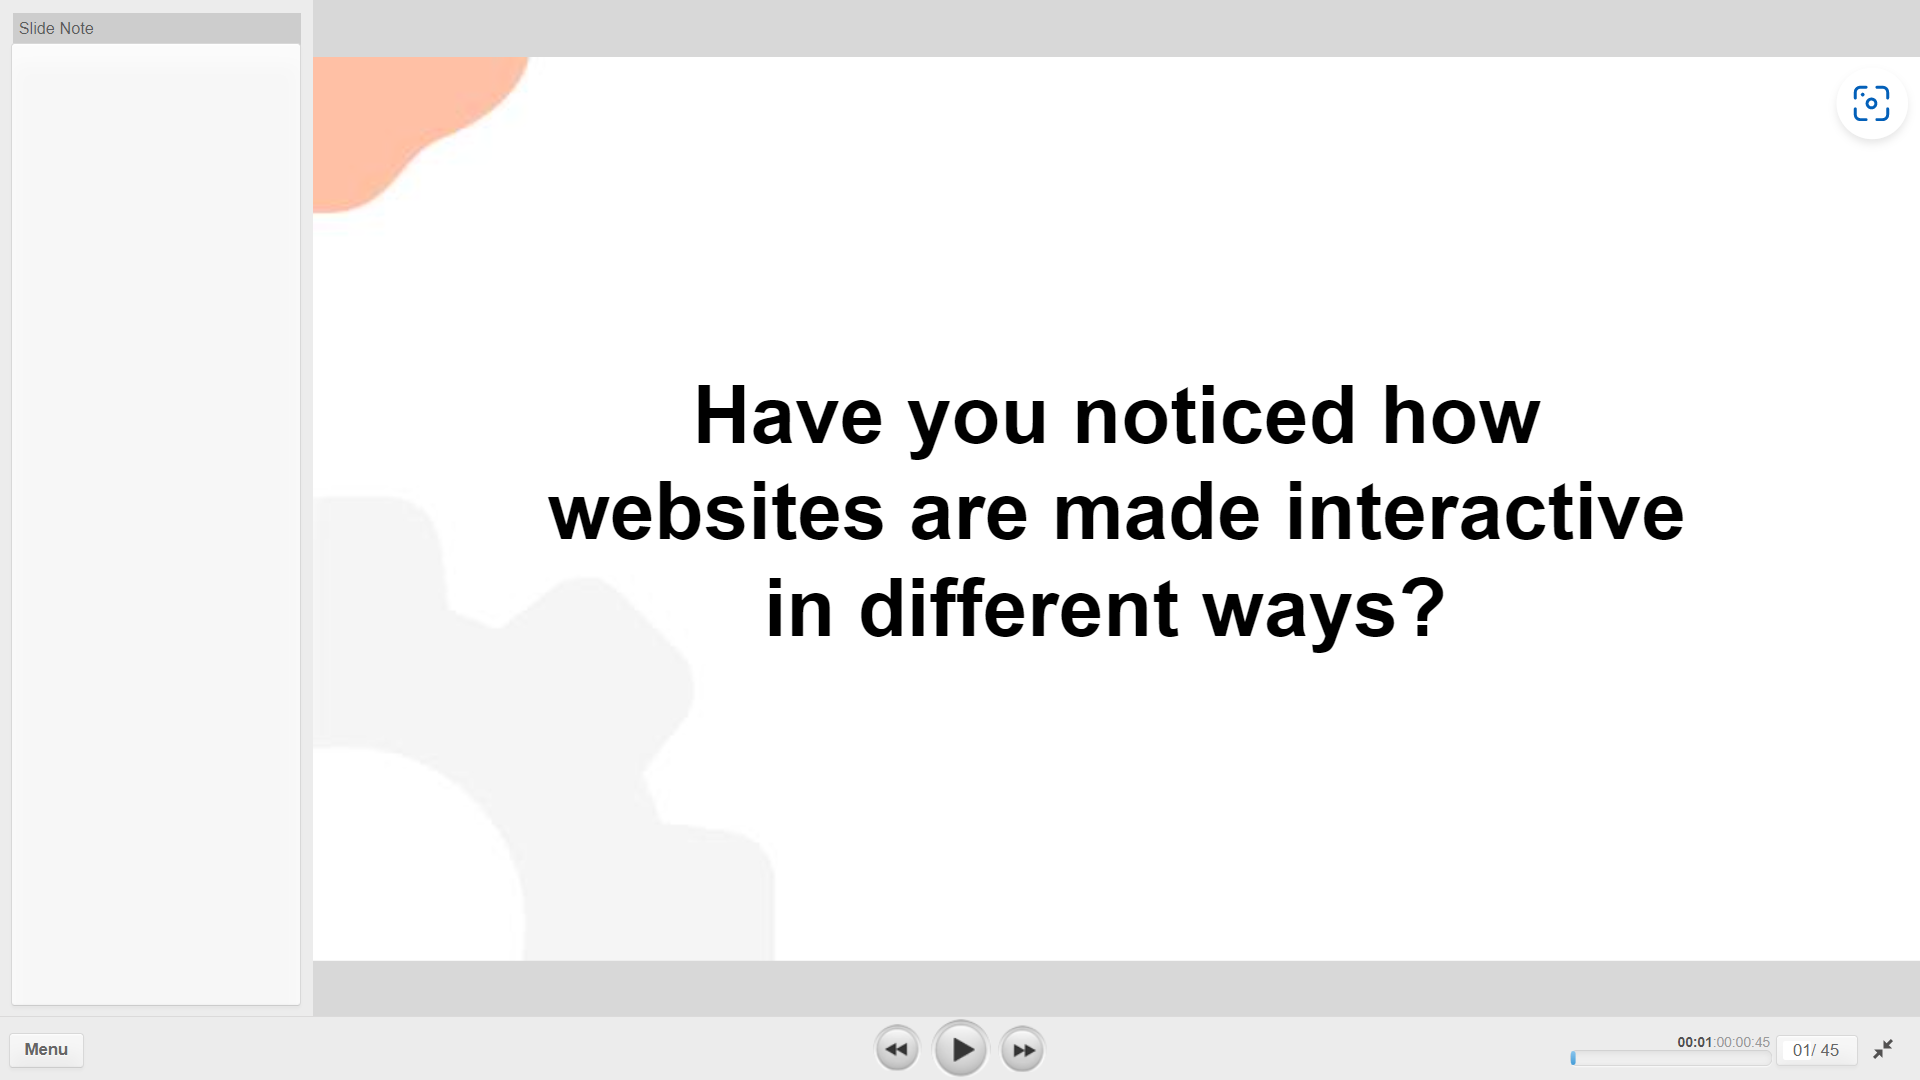 Slide Note
Have you noticed how
websites are made interactive
in different ways?
Menu
00:01:00:00:45
01/ 45